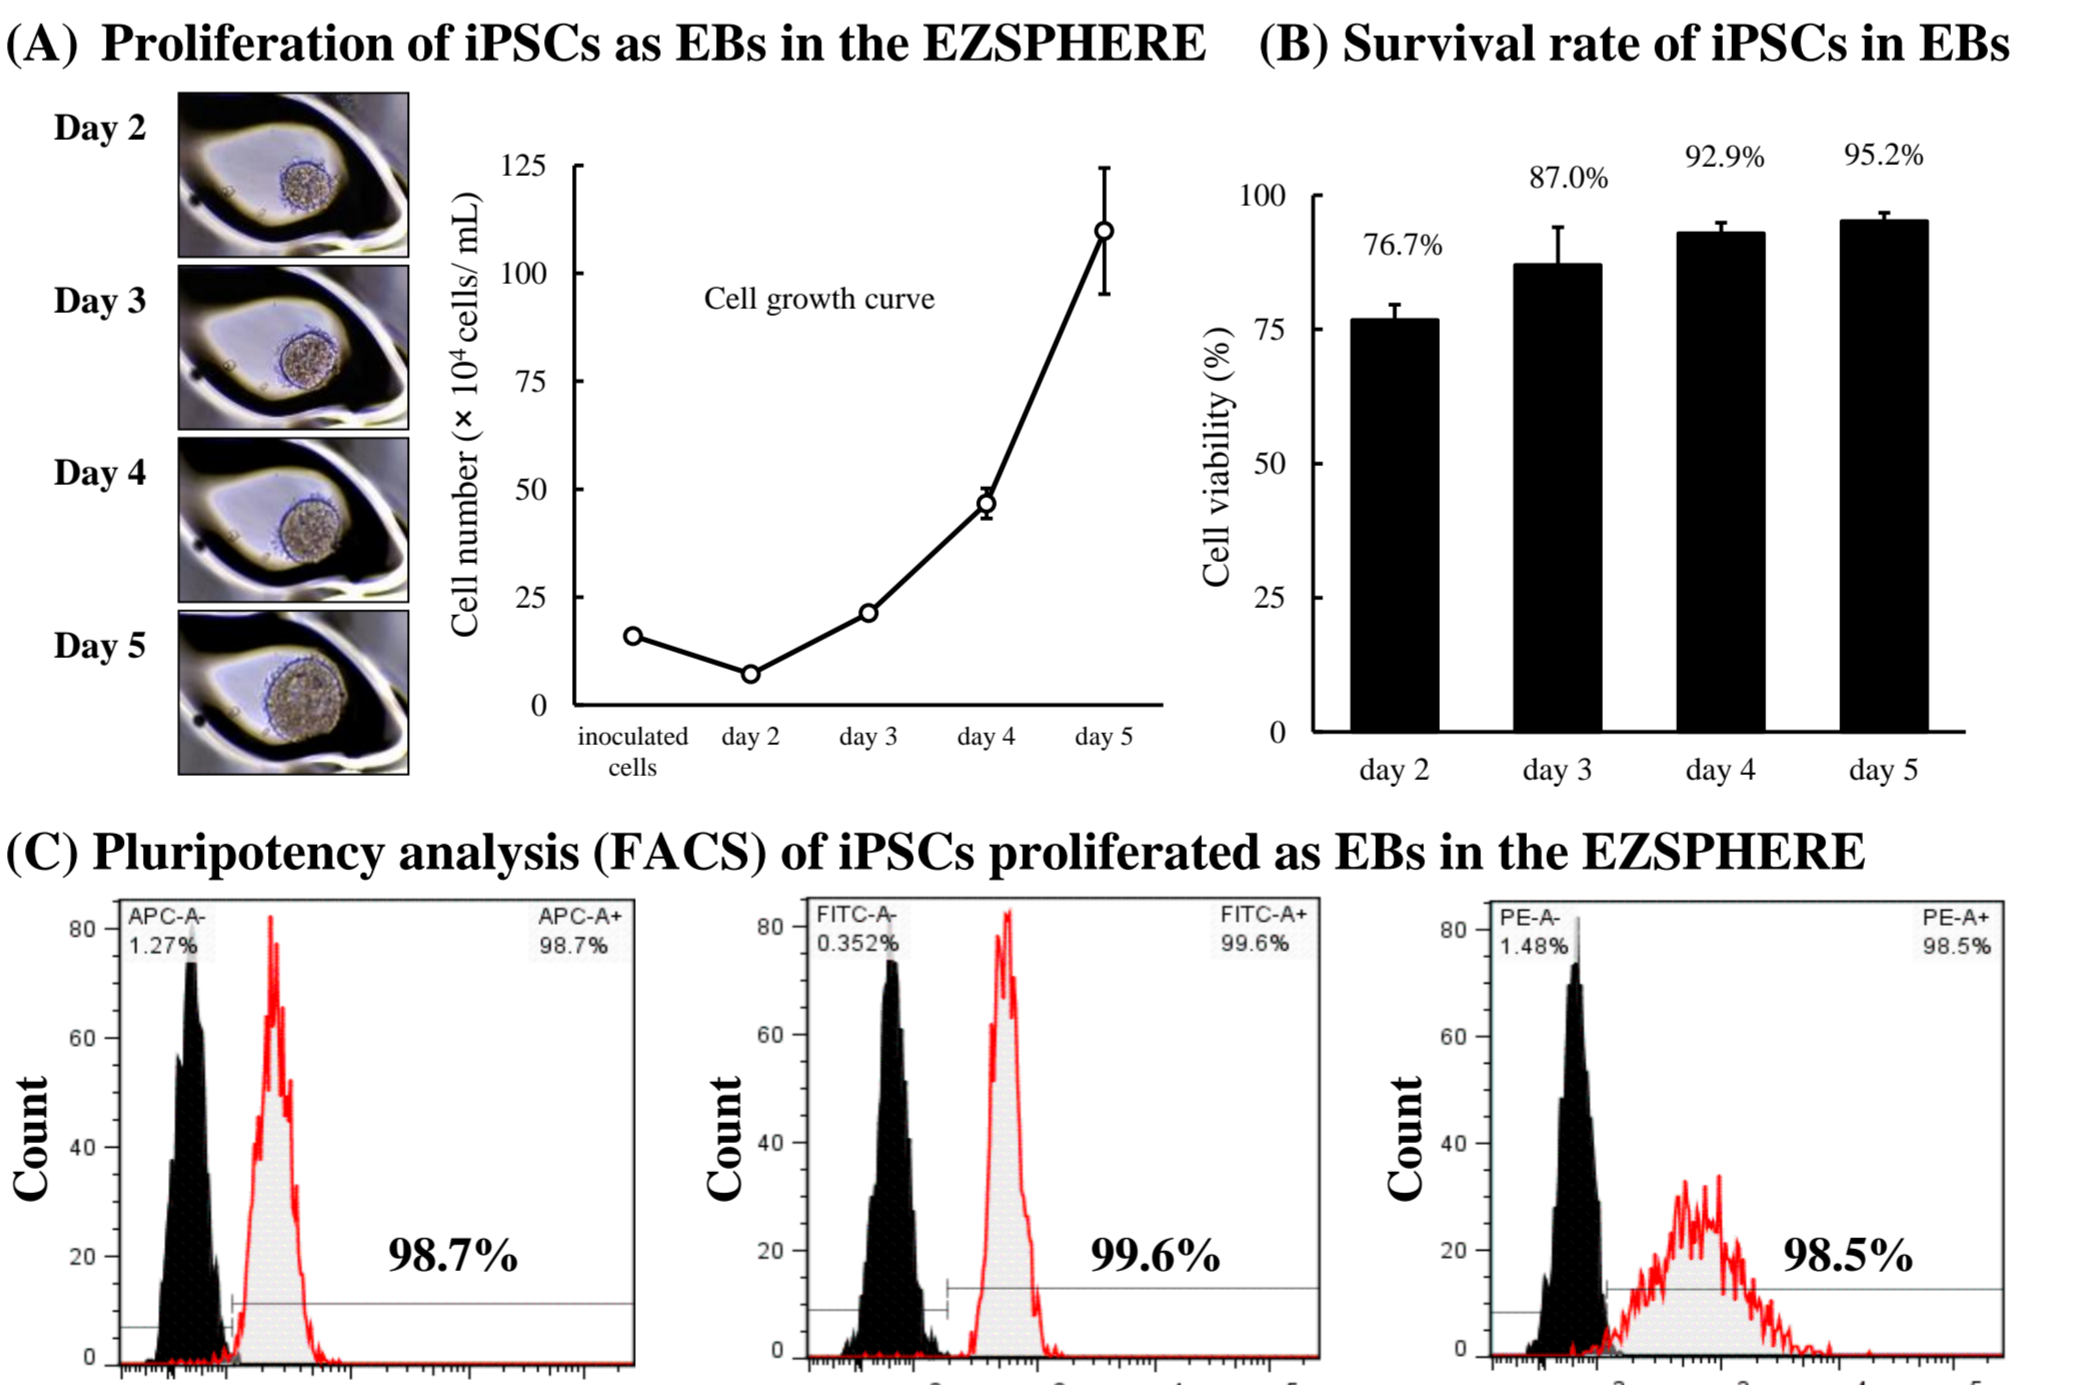 (A) Proliferation of iPSCs as EBs in the EZSPHERE
(B) Survival rate of iPSCs in EBs
Day 2
Day 3
Day 4
Day 5
Cell number (× 10⁴ cells/ mL)
125
100
75
50
25
0
Cell growth curve
inoculated cells
day 2
day 3
day 4
day 5
Cell viability (%)
100
75
50
25
0
76.7%
87.0%
92.9%
95.2%
day 2
day 3
day 4
day 5
(C) Pluripotency analysis (FACS) of iPSCs proliferated as EBs in the EZSPHERE
Count
80
60
40
20
0
APC-A-
1.27%
APC-A+
98.7%
98.7%
Count
80
60
40
20
0
FITC-A-
0.352%
FITC-A+
99.6%
99.6%
Count
80
60
40
20
0
PE-A-
1.48%
PE-A+
98.5%
98.5%